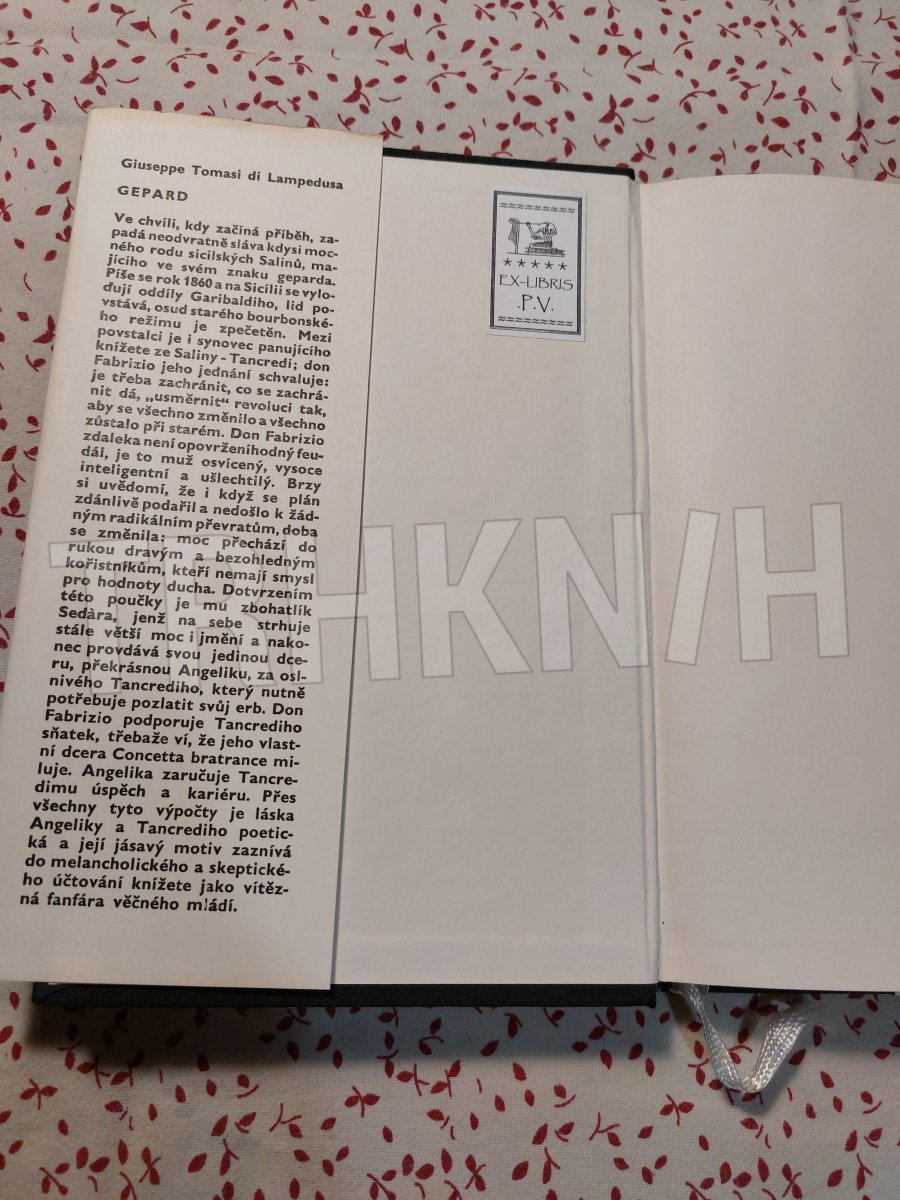 Giuseppe Tomasi di Lampedusa
GEPARD
Ve chvíli, kdy začíná příběh, za-
padá neodvratně sláva kdysi moc-
ného rodu sicilských Salinů, ma-
jícího ve svém znaku geparda.
Píše se rok 1860 a na Sicílii se vylo-
ďují oddíly Garibaldiho, lid po-
vstává, osud starého bourbonské-
ho režimu je zpečetěn. Mezi
povstalci je i synovec panujícího
knížete ze Saliny - Tancredi; don
Fabrizio jeho jednání schvaluje:
je třeba zachránit, co se zachrá-
nit dá, „usměrnit“ revoluci tak,
aby se všechno změnilo a všechno
zůstalo při starém. Don Fabrizio
zdaleka není opovrženíhodný feu-
dál, je to muž osvícený, vysoce
inteligentní a ušlechtilý. Brzy
si uvědomí, že i když se plán
zdánlivě podařil a nedošlo k žád-
ným radikálním převratům, doba
se změnila: moc přechází do
rukou dravým a bezohledným
kořistníkům, kteří nemají smysl
pro hodnoty ducha. Dotvrzením
této poučky je mu zbohatlík
Sedàra, jenž na sebe strhuje
stále větší moc i jmění a nako-
nec provdává svou jedinou dce-
ru, překrásnou Angeliku, za osl-
nivého Tancrediho, který nutně
potřebuje pozlatit svůj erb. Don
Fabrizio podporuje Tancrediho
sňatek, třebaže ví, že jeho vlast-
ní dcera Concetta bratrance mi-
luje. Angelika zaručuje Tancre-
dimu úspěch a kariéru. Přes
všechny tyto výpočty je láska
Angeliky a Tancrediho poetic-
ká a její jásavý motiv zaznívá
do melancholického a skeptické-
ho účtování knížete jako vítěz-
ná fanfára věčného mládí.
EX-LIBRIS
.P.V.